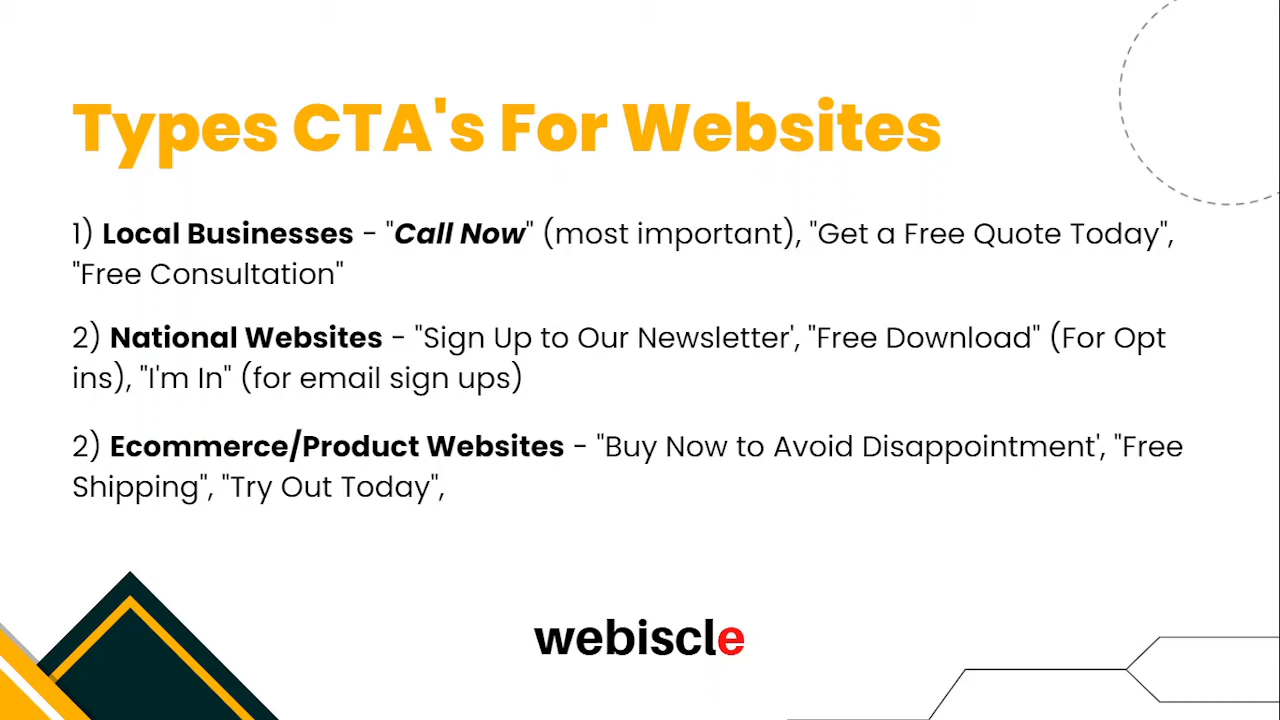 Types CTA's For Websites
1) Local Businesses - "Call Now" (most important), "Get a Free Quote Today",
"Free Consultation"
2) National Websites - "Sign Up to Our Newsletter', "Free Download" (For Opt
ins), "I'm In" (for email sign ups)
2) Ecommerce/Product Websites - "Buy Now to Avoid Disappointment', "Free
Shipping", "Try Out Today",
webiscle